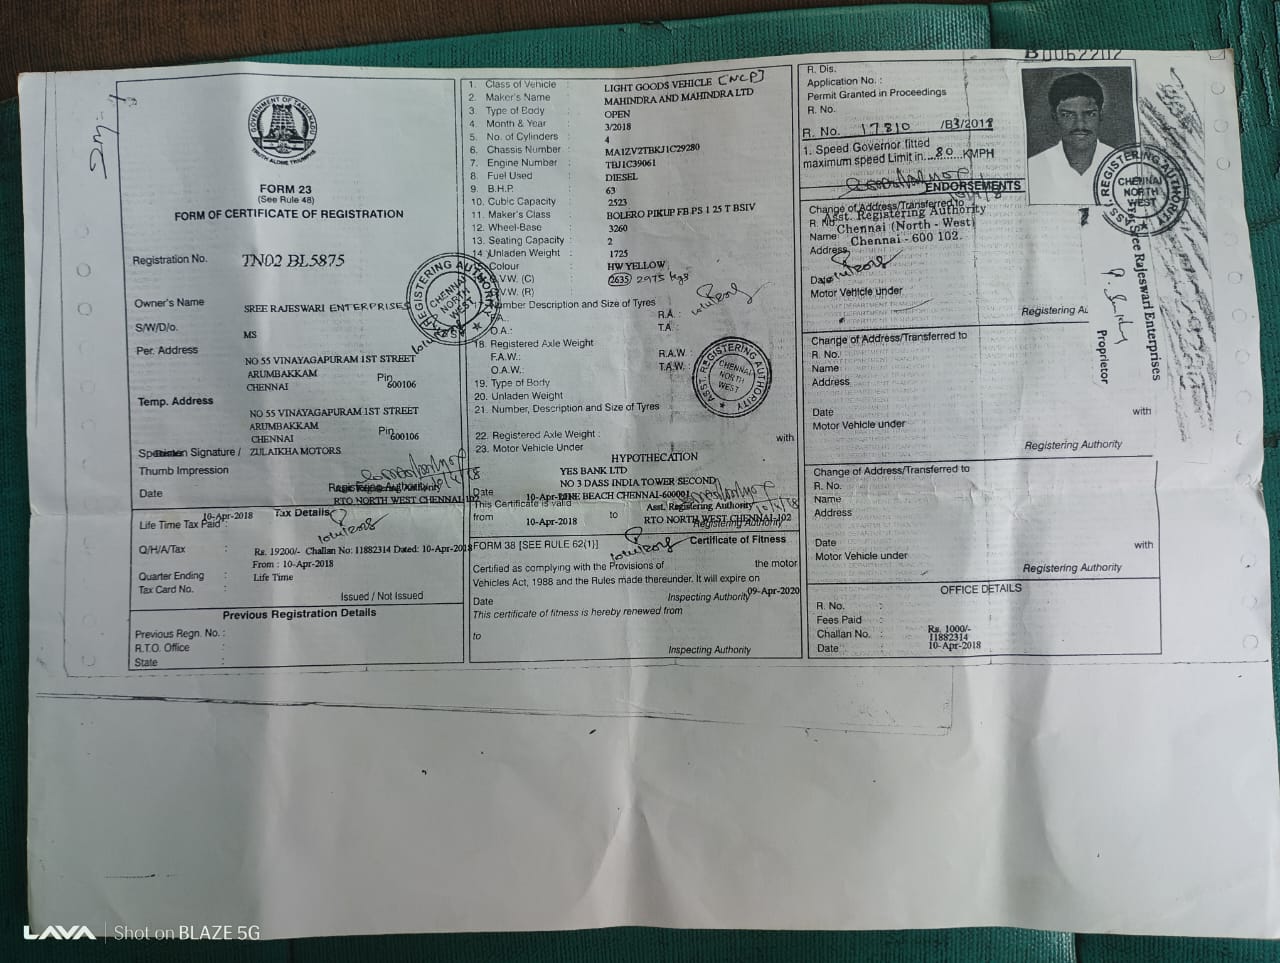 B0062202
GOVERNMENT OF TAMILNADU
TRUTH ALONE TRIUMPHS
FORM 23
(See Rule 48)
FORM OF CERTIFICATE OF REGISTRATION
Registration No. TN02 BL5875
Owner's Name SREE RAJESWARI ENTERPRISES
S/W/D/o. MS
Per. Address NO 55 VINAYAGAPURAM 1ST STREET
ARUMBAKKAM
CHENNAI Pin 600106
Temp. Address NO 55 VINAYAGAPURAM 1ST STREET
ARUMBAKKAM
CHENNAI Pin 600106
Specimen Signature / ZULAIKHA MOTORS
Thumb Impression
Date
RTO NORTH WEST CHENNAI-102
10-Apr-2018 Tax Details
Life Time Tax Paid :
Q/H/A/Tax : Rs. 19200/- Challan No: 11882314 Dated: 10-Apr-2018
From : 10-Apr-2018
Quarter Ending : Life Time
Tax Card No. :
Issued / Not Issued
Previous Registration Details
Previous Regn. No. :
R.T.O. Office :
State :
1. Class of Vehicle : LIGHT GOODS VEHICLE [NCP]
2. Maker's Name : MAHINDRA AND MAHINDRA LTD
3. Type of Body : OPEN
4. Month & Year : 3/2018
5. No. of Cylinders : 4
6. Chassis Number : MA1ZV2TBKJ1C29280
7. Engine Number : TBJ1C39061
8. Fuel Used : DIESEL
9. B.H.P. : 63
10. Cubic Capacity : 2523
11. Maker's Class : BOLERO PIKUP FB PS 1 25 T BSIV
12. Wheel-Base : 3260
13. Seating Capacity : 2
14. Unladen Weight : 1725
Colour : HW YELLOW
G.V.W. (C) : 2635 2975 kgs
G.V.W. (R) :
17. Number Description and Size of Tyres
F.A.: R.A.:
O.A.: T.A.:
18. Registered Axle Weight
F.A.W.: R.A.W.:
O.A.W.: T.A.W.:
19. Type of Body
20. Unladen Weight
21. Number, Description and Size of Tyres
22. Registered Axle Weight :
23. Motor Vehicle Under with
HYPOTHECATION
YES BANK LTD
NO 3 DASS INDIA TOWER SECOND
LINE BEACH CHENNAI-600001
Date 10-Apr-2018
This Certificate is valid
from 10-Apr-2018 to
Asst. Registering Authority
RTO NORTH WEST CHENNAI-102
Registering Authority
FORM 38 [SEE RULE 62(1)] Certificate of Fitness
Certified as complying with the Provisions of the motor
Vehicles Act, 1988 and the Rules made thereunder. It will expire on
09-Apr-2020
Date Inspecting Authority
This certificate of fitness is hereby renewed from
to
Inspecting Authority
R. Dis.
Application No. :
Permit Granted in Proceedings
R. No.
R. No. 17810 /B3/2018
1. Speed Governor fitted
maximum speed Limit in 80 KMPH
ENDORSEMENTS
Change of Address/Transferred to
R. No. Asst. Registering Authority
Name Chennai (North - West)
Address Chennai - 600 102.
Date
Motor Vehicle under
Registering Au
Change of Address/Transferred to
R. No.
Name
Address
Date with
Motor Vehicle under
Registering Authority
Change of Address/Transferred to
R. No.
Name
Address
Date with
Motor Vehicle under
Registering Authority
OFFICE DETAILS
R. No. :
Fees Paid : Rs. 1000/-
Challan No. : 11882314
Date : 10-Apr-2018
ASST. REGISTERING AUTHORITY
CHENNAI
NORTH
WEST
ASST. REGISTERING AUTHORITY
CHENNAI
NORTH
WEST
ASST. REGISTERING AUTHORITY
CHENNAI
NORTH
WEST
Sree Rajeswari Enterprises
Proprietor
LAVA Shot on BLAZE 5G